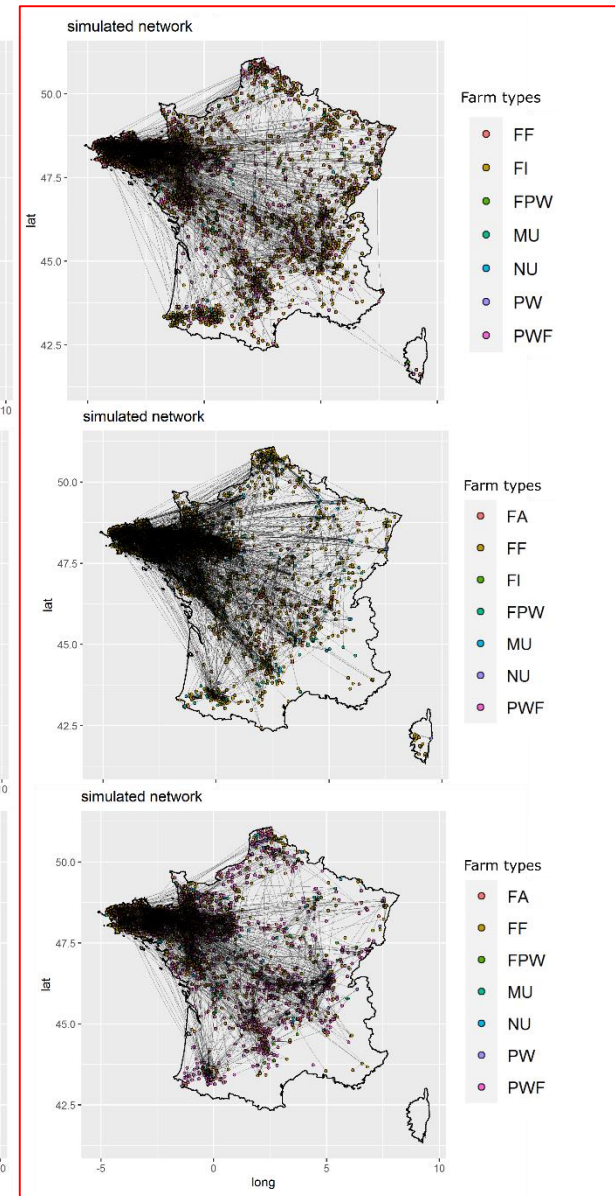 simulated network
50.0
47.5
45.0
42.5
lat
Farm types
FF
FI
FPW
MU
NU
PW
PWF
10
simulated network
50.0
47.5
45.0
42.5
lat
Farm types
FA
FF
FI
FPW
MU
NU
PWF
10
simulated network
50.0
47.5
45.0
42.5
lat
-5
0
5
10
long
Farm types
FA
FF
FPW
MU
NU
PW
PWF
0